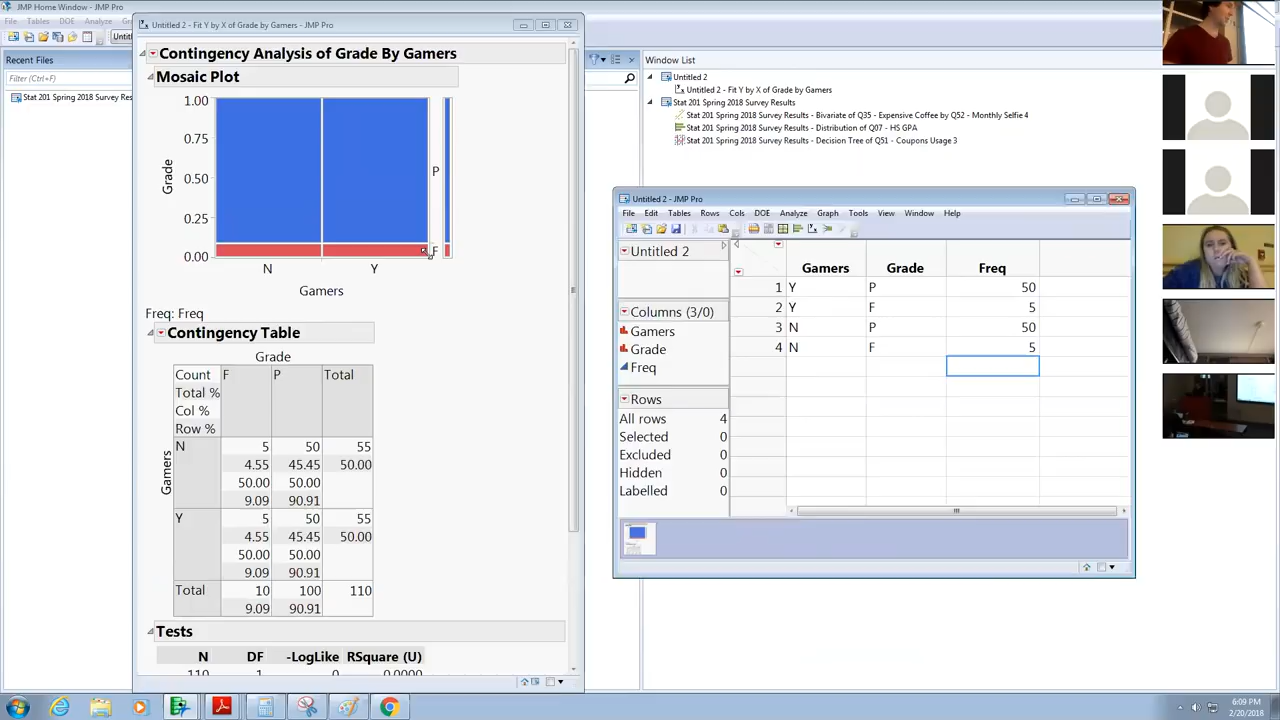 JMP Home Window - JMP Pro
File Tables DOE Analyze
Recent Files
(Filter (Ctrl+F)
Stat 201 Spring 2018 Survey Res
Untitled 2 - Fit Y by X of Grade by Gamers - JMP Pro
Contingency Analysis of Grade By Gamers
Mosaic Plot
1.00
0.75
0.50
0.25
0.00
Grade
P
F
N Y
Gamers
Freq: Freq
Contingency Table
Grade
Count F P Total
Total %
Col %
Row %
Gamers
N 5 50 55
4.55 45.45 50.00
50.00 50.00
9.09 90.91
Y 5 50 55
4.55 45.45 50.00
50.00 50.00
9.09 90.91
Total 10 100 110
9.09 90.91
Tests
N DF -LogLike RSquare (U)
110 1 0 0.0000
Window List
Untitled 2
Untitled 2 - Fit Y by X of Grade by Gamers
Stat 201 Spring 2018 Survey Results
Stat 201 Spring 2018 Survey Results - Bivariate of Q35 - Expensive Coffee by Q52 - Monthly Selfie 4
Stat 201 Spring 2018 Survey Results - Distribution of Q07 - HS GPA
Stat 201 Spring 2018 Survey Results - Decision Tree of Q51 - Coupons Usage 3
Untitled 2 - JMP Pro
File Edit Tables Rows Cols DOE Analyze Graph Tools View Window Help
Untitled 2
Columns (3/0)
Gamers
Grade
Freq
Rows
All rows 4
Selected 0
Excluded 0
Hidden 0
Labelled 0
Gamers Grade Freq
1 Y P 50
2 Y F 5
3 N P 50
4 N F 5
6:09 PM
2/20/2018